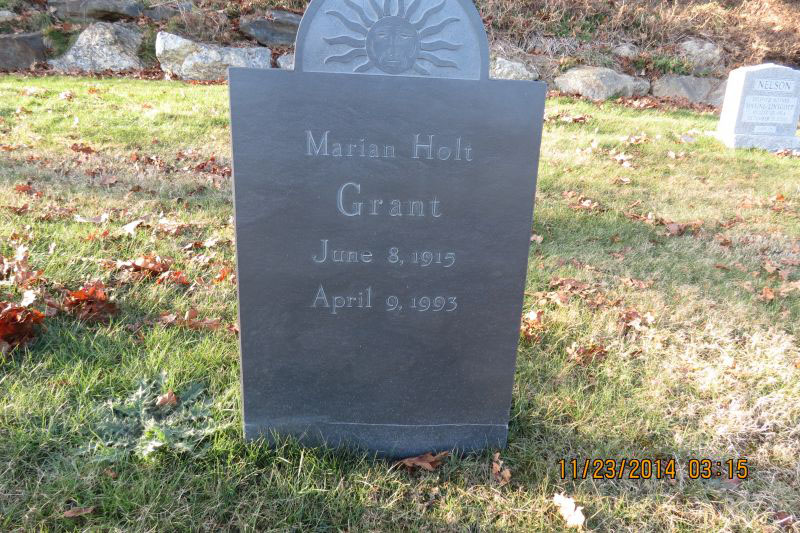 Marian Holt
Grant
June 8, 1915
April 9, 1993
NELSON
11/23/2014 03:15